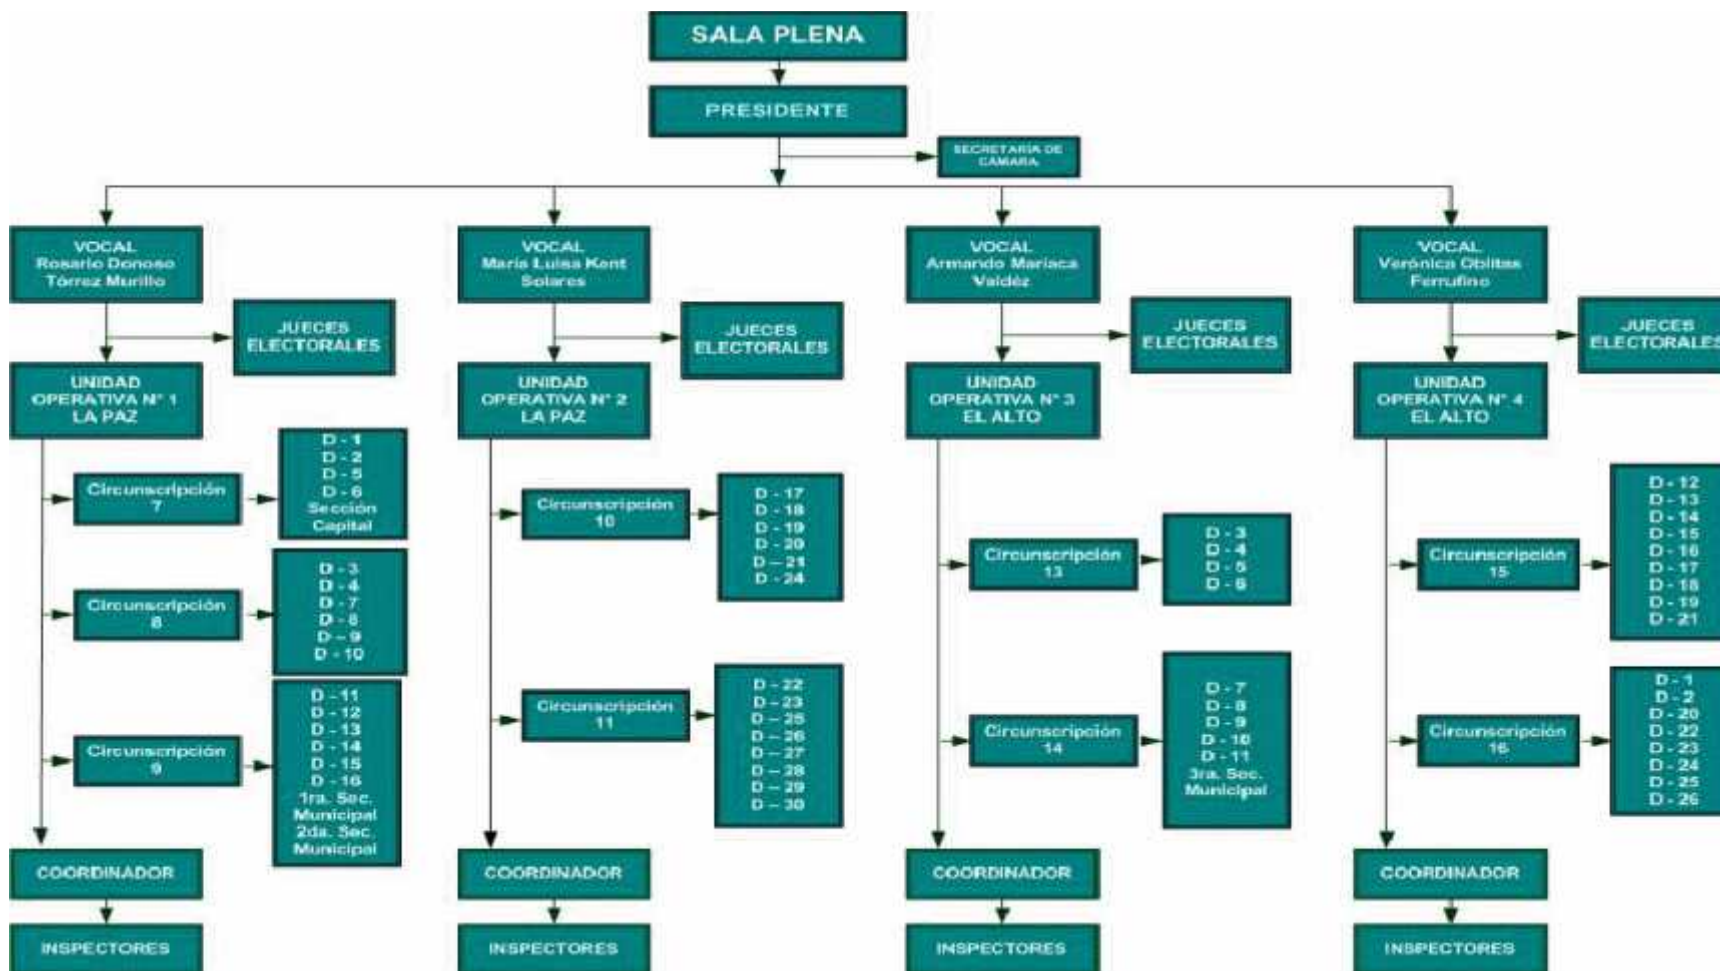 SALA PLENA
PRESIDENTE
SECRETARÍA DE
CÁMARA
VOCAL
Rosario Donoso
Tórrez Murillo
JUECES
ELECTORALES
UNIDAD
OPERATIVA N° 1
LA PAZ
Circunscripción
7
D - 1
D - 2
D - 5
D - 6
Sección
Capital
Circunscripción
8
D - 3
D - 4
D - 7
D - 8
D – 9
D - 10
Circunscripción
9
D – 11
D - 12
D - 13
D - 14
D - 15
D - 16
1ra. Sec.
Municipal
2da. Sec.
Municipal
COORDINADOR
INSPECTORES
VOCAL
María Luisa Kent
Solares
JUECES
ELECTORALES
UNIDAD
OPERATIVA N° 2
LA PAZ
Circunscripción
10
D - 17
D - 18
D - 19
D - 20
D – 21
D - 24
Circunscripción
11
D – 22
D – 23
D – 25
D – 26
D – 27
D – 28
D – 29
D – 30
COORDINADOR
INSPECTORES
VOCAL
Armando Mariaca
Valdéz
JUECES
ELECTORALES
UNIDAD
OPERATIVA N° 3
EL ALTO
Circunscripción
13
D - 3
D - 4
D - 5
D - 6
Circunscripción
14
D - 7
D - 8
D - 9
D - 10
D - 11
3ra. Sec.
Municipal
COORDINADOR
INSPECTORES
VOCAL
Verónica Oblitas
Ferrufino
JUECES
ELECTORALES
UNIDAD
OPERATIVA N° 4
EL ALTO
Circunscripción
15
D - 12
D - 13
D - 14
D - 15
D - 16
D - 17
D - 18
D - 19
D - 21
Circunscripción
16
D - 1
D - 2
D - 20
D - 22
D - 23
D - 24
D - 25
D - 26
COORDINADOR
INSPECTORES